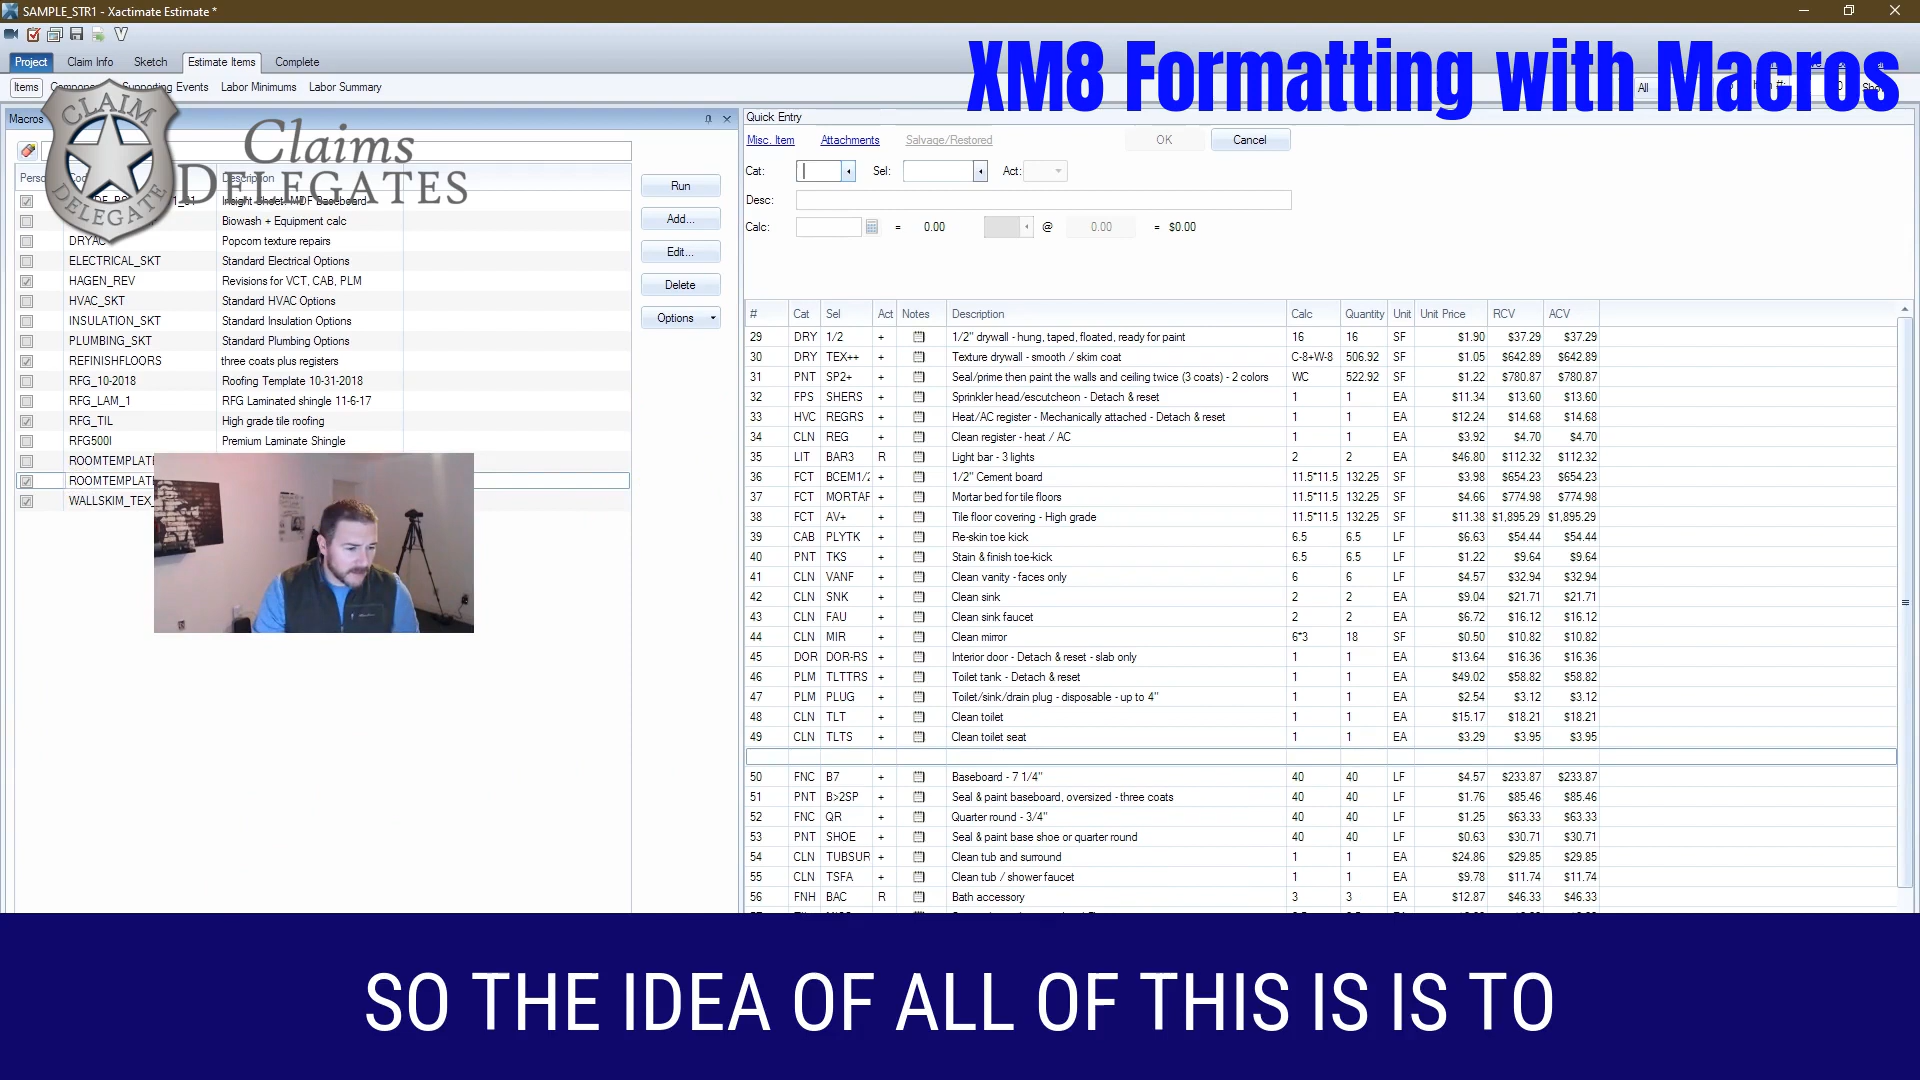 SAMPLE_STR1 - Xactimate Estimate *
Project Claim Info Sketch Estimate Items Complete
XM8 Formatting with Macros
Items Supporting Events Labor Minimums Labor Summary All
Macros
CLAIM DELEGATE
Claims DELEGATES
Description
Insight Sheet: MDF Baseboard
Biowash + Equipment calc
DRYAC Popcorn texture repairs
ELECTRICAL_SKT Standard Electrical Options
HAGEN_REV Revisions for VCT, CAB, PLM
HVAC_SKT Standard HVAC Options
INSULATION_SKT Standard Insulation Options
PLUMBING_SKT Standard Plumbing Options
REFINISHFLOORS three coats plus registers
RFG_10-2018 Roofing Template 10-31-2018
RFG_LAM_1 RFG Laminated shingle 11-6-17
RFG_TIL High grade tile roofing
RFG500I Premium Laminate Shingle
ROOMTEMPLAT
ROOMTEMPLAT
WALLSKIM_TEX_
Run
Add...
Edit...
Delete
Options
Quick Entry
Misc. Item Attachments Salvage/Restored OK Cancel
Cat: Sel: Act:
Desc:
Calc: = 0.00 @ 0.00 = $0.00
# Cat Sel Act Notes Description Calc Quantity Unit Unit Price RCV ACV
29 DRY 1/2 + 1/2" drywall - hung, taped, floated, ready for paint 16 16 SF $1.90 $37.29 $37.29
30 DRY TEX++ + Texture drywall - smooth / skim coat C-8+W-8 506.92 SF $1.05 $642.89 $642.89
31 PNT SP2+ + Seal/prime then paint the walls and ceiling twice (3 coats) - 2 colors WC 522.92 SF $1.22 $780.87 $780.87
32 FPS SHERS + Sprinkler head/escutcheon - Detach & reset 1 1 EA $11.34 $13.60 $13.60
33 HVC REGRS + Heat/AC register - Mechanically attached - Detach & reset 1 1 EA $12.24 $14.68 $14.68
34 CLN REG + Clean register - heat / AC 1 1 EA $3.92 $4.70 $4.70
35 LIT BAR3 R Light bar - 3 lights 2 2 EA $46.80 $112.32 $112.32
36 FCT BCEM1/2 + 1/2" Cement board 11.5*11.5 132.25 SF $3.98 $654.23 $654.23
37 FCT MORTAF + Mortar bed for tile floors 11.5*11.5 132.25 SF $4.66 $774.98 $774.98
38 FCT AV+ + Tile floor covering - High grade 11.5*11.5 132.25 SF $11.38 $1,895.29 $1,895.29
39 CAB PLYTK + Re-skin toe kick 6.5 6.5 LF $6.63 $54.44 $54.44
40 PNT TKS + Stain & finish toe-kick 6.5 6.5 LF $1.22 $9.64 $9.64
41 CLN VANF + Clean vanity - faces only 6 6 LF $4.57 $32.94 $32.94
42 CLN SNK + Clean sink 2 2 EA $9.04 $21.71 $21.71
43 CLN FAU + Clean sink faucet 2 2 EA $6.72 $16.12 $16.12
44 CLN MIR + Clean mirror 6*3 18 SF $0.50 $10.82 $10.82
45 DOR DOR-RS + Interior door - Detach & reset - slab only 1 1 EA $13.64 $16.36 $16.36
46 PLM TLTTRS + Toilet tank - Detach & reset 1 1 EA $49.02 $58.82 $58.82
47 PLM PLUG + Toilet/sink/drain plug - disposable - up to 4" 1 1 EA $2.54 $3.12 $3.12
48 CLN TLT + Clean toilet 1 1 EA $15.17 $18.21 $18.21
49 CLN TLTS + Clean toilet seat 1 1 EA $3.29 $3.95 $3.95
50 FNC B7 + Baseboard - 7 1/4" 40 40 LF $4.57 $233.87 $233.87
51 PNT B>2SP + Seal & paint baseboard, oversized - three coats 40 40 LF $1.76 $85.46 $85.46
52 FNC QR + Quarter round - 3/4" 40 40 LF $1.25 $63.33 $63.33
53 PNT SHOE + Seal & paint base shoe or quarter round 40 40 LF $0.63 $30.71 $30.71
54 CLN TUBSUR + Clean tub and surround 1 1 EA $24.86 $29.85 $29.85
55 CLN TSFA + Clean tub / shower faucet 1 1 EA $9.78 $11.74 $11.74
56 FNH BAC R Bath accessory 3 3 EA $12.87 $46.33 $46.33
SO THE IDEA OF ALL OF THIS IS IS TO